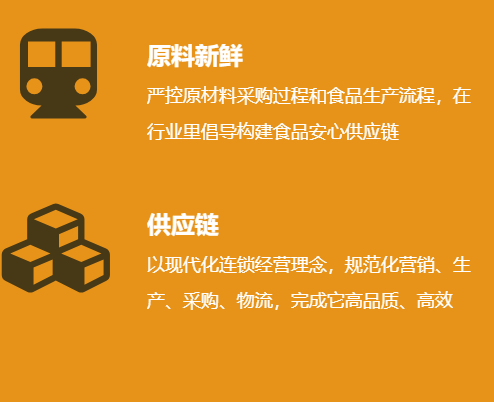 原料新鲜
严控原材料采购过程和食品生产流程，在
行业里倡导构建食品安心供应链
供应链
以现代化连锁经营理念，规范化营销、生
产、采购、物流，完成它高品质、高效